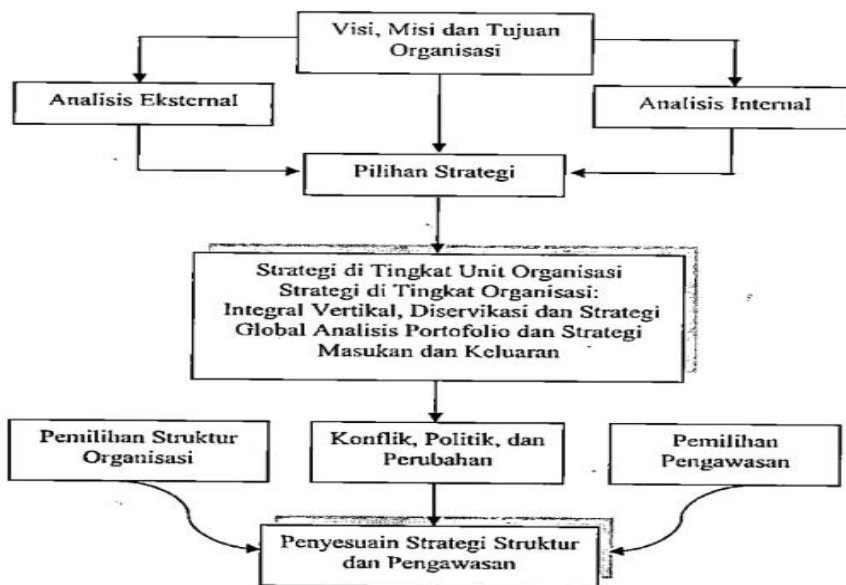 Visi, Misi dan Tujuan
Organisasi
Analisis Eksternal
Analisis Internal
Pilihan Strategi
Strategi di Tingkat Unit Organisasi
Strategi di Tingkat Organisasi:
Integral Vertikal, Diservikasi dan Strategi
Global Analisis Portofolio dan Strategi
Masukan dan Keluaran
Pemilihan Struktur
Organisasi
Konflik, Politik, dan
Perubahan
Pemilihan
Pengawasan
Penyesuain Strategi Struktur
dan Pengawasan